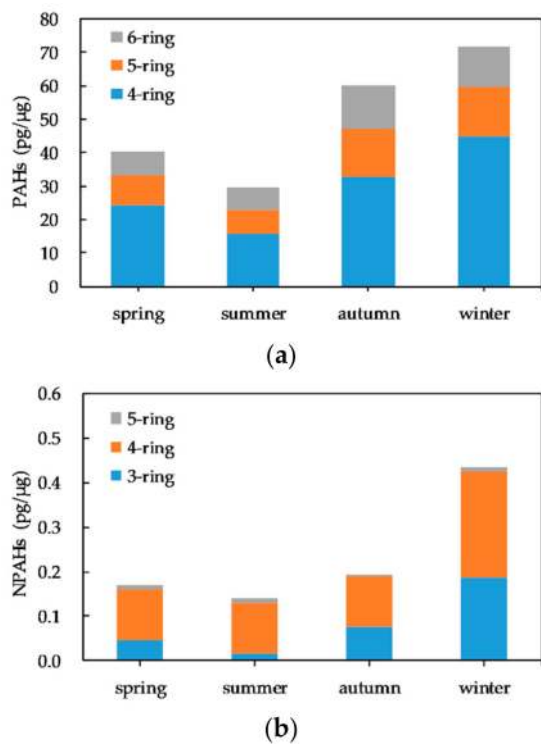 80
70
60
50
40
30
20
10
0
PAHs (pg/μg)
6-ring
5-ring
4-ring
spring summer autumn winter
(a)
0.6
0.5
0.4
0.3
0.2
0.1
0.0
NPAHs (pg/μg)
5-ring
4-ring
3-ring
spring summer autumn winter
(b)